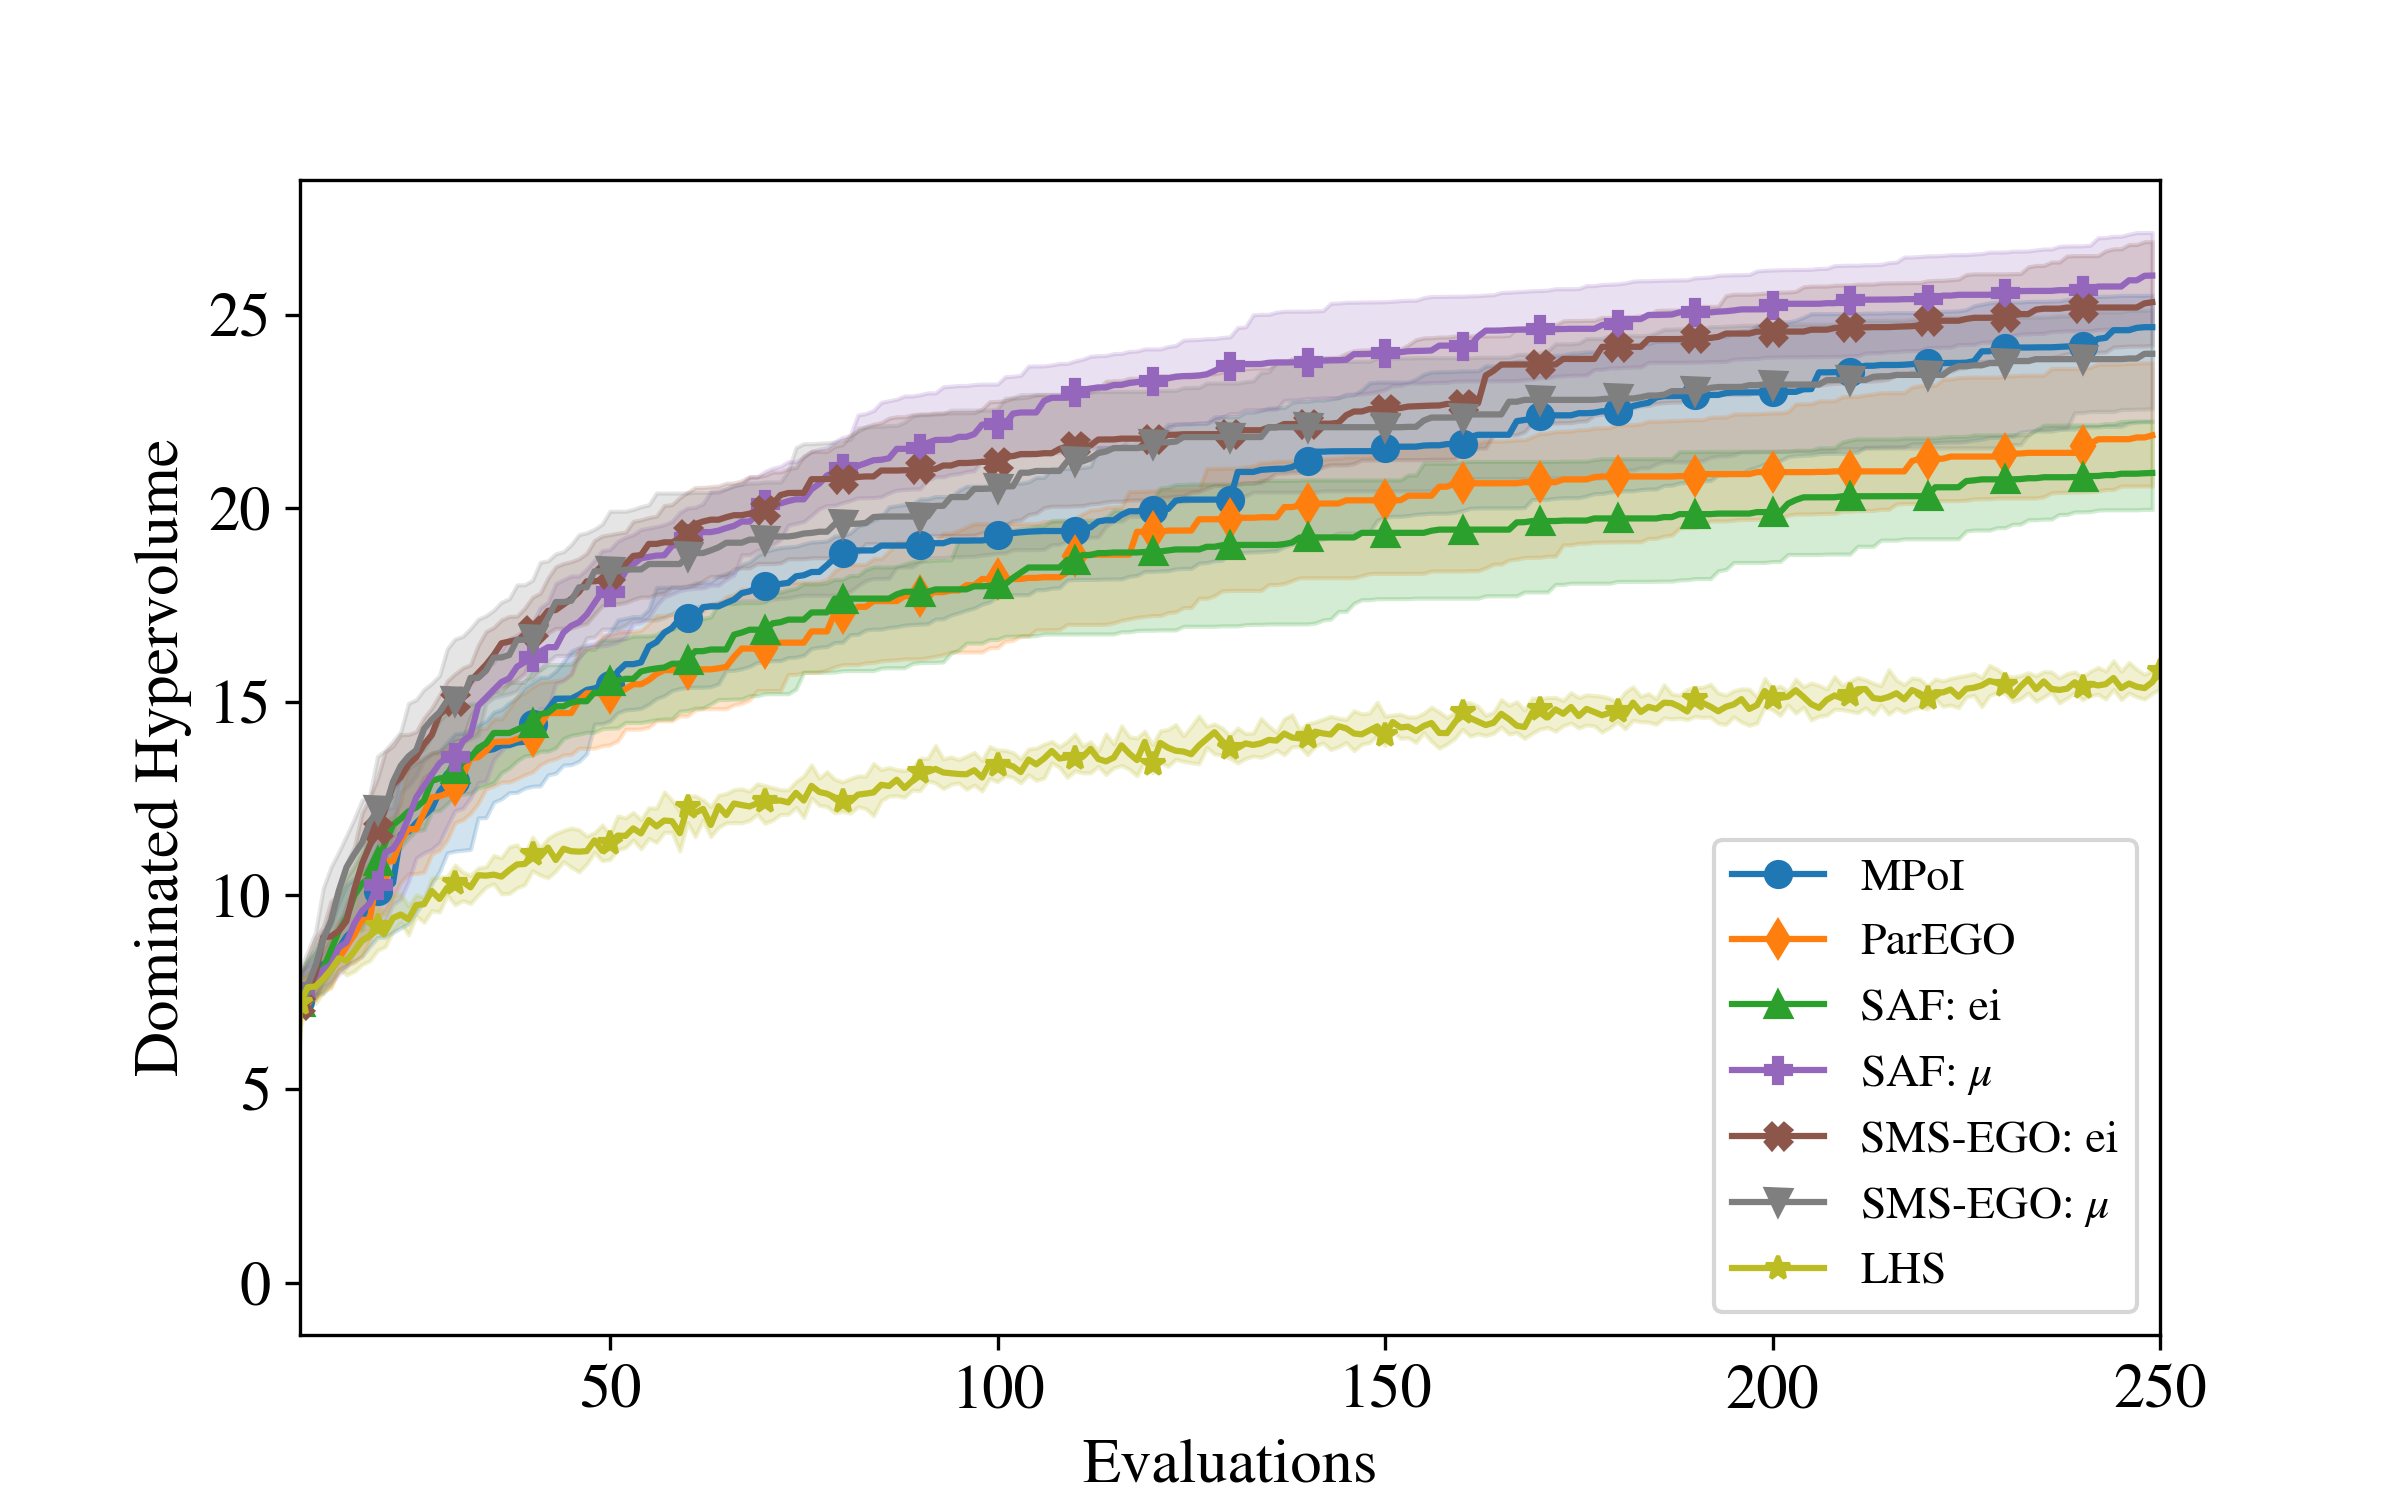 Dominated Hypervolume
25
20
15
10
5
0
MPoI
ParEGO
SAF: ei
SAF: μ
SMS-EGO: ei
SMS-EGO: μ
LHS
50 100 150 200 250
Evaluations